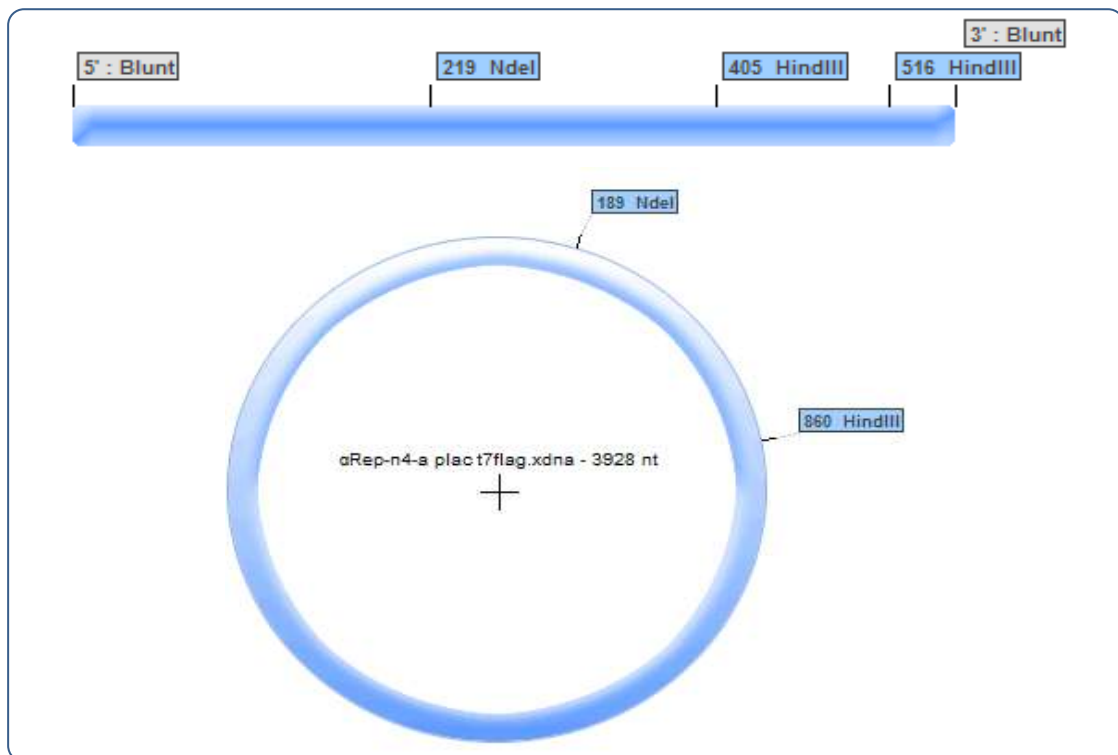 3' : Blunt
5' : Blunt
219 NdeI
405 HindIII
516 HindIII
189 NdeI
860 HindIII
αRep-n4-a plac t7flag.xdna - 3928 nt